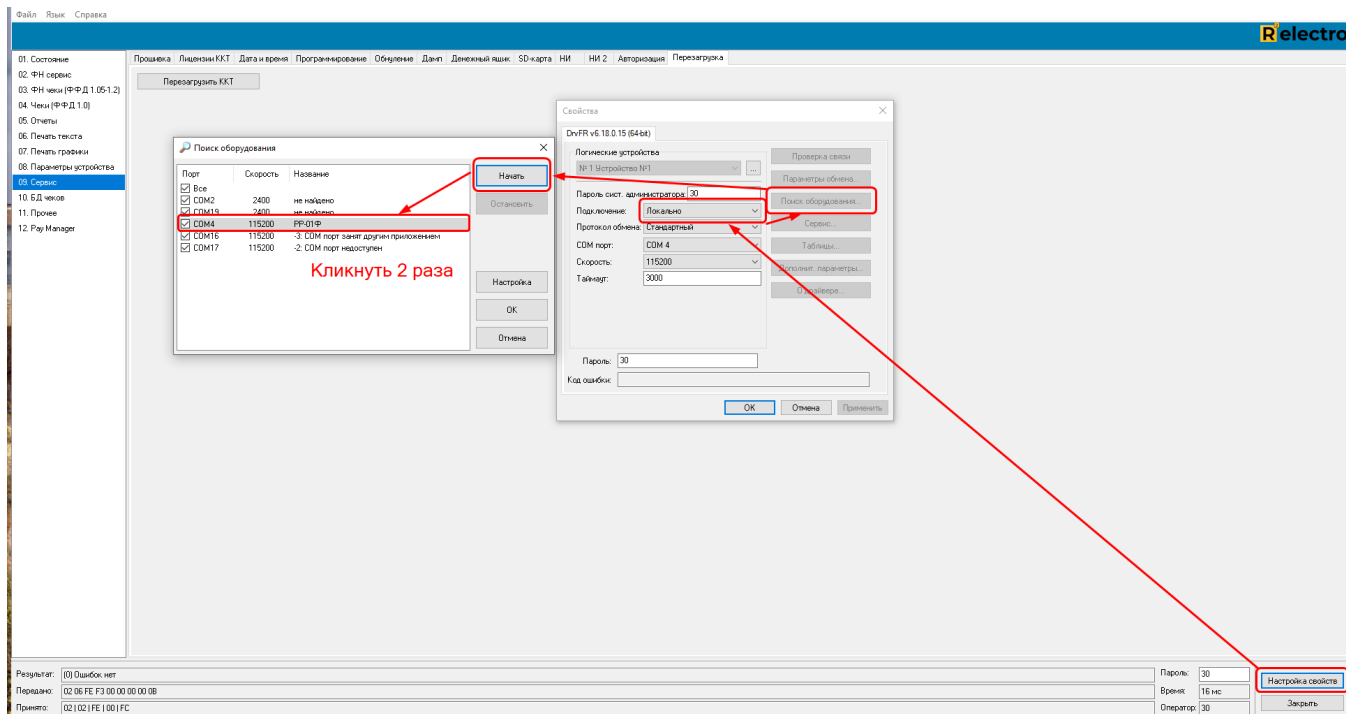 Файл Язык Справка
R electro
01. Состояние
02. ФН сервис
03. ФН чеки (ФФД 1.05-1.2)
04. Чеки (ФФД 1.0)
05. Отчеты
06. Печать текста
07. Печать графики
08. Параметры устройства
09. Сервис
10. БД чеков
11. Прочее
12. Pay Manager
Прошивка Лицензии ККТ Дата и время Программирование Обнуление Дамп Денежный ящик SD-карта НИ НИ 2 Авторизация Перезагрузка
Перезагрузить ККТ
Поиск оборудования
Порт Скорость Название
Все
COM2 2400 не найдено
COM19 2400 не найдено
COM4 115200 РР-01Ф
COM16 115200 -3: COM порт занят другим приложением
COM17 115200 -2: COM порт недоступен
Кликнуть 2 раза
Начать
Остановить
Настройка
ОК
Отмена
Свойства
DrvFR v6.18.0.15 (64-bit)
Логические устройства
№ 1 Устройство №1
...
Пароль сист. администратора: 30
Подключение: Локально
Протокол обмена: Стандартный
COM порт: COM 4
Скорость: 115200
Таймаут: 3000
Проверка связи
Параметры обмена...
Поиск оборудования...
Сервис...
Таблицы...
Дополнит. параметры...
О драйвере...
Пароль: 30
Код ошибки:
ОК Отмена Применить
Результат: (0) Ошибок нет
Передано: 02 06 FE F3 00 00 00 00 0B
Принято: 02 | 02 | FE | 00 | FC
Пароль: 30
Время: 16 мс
Оператор: 30
Настройка свойств
Закрыть